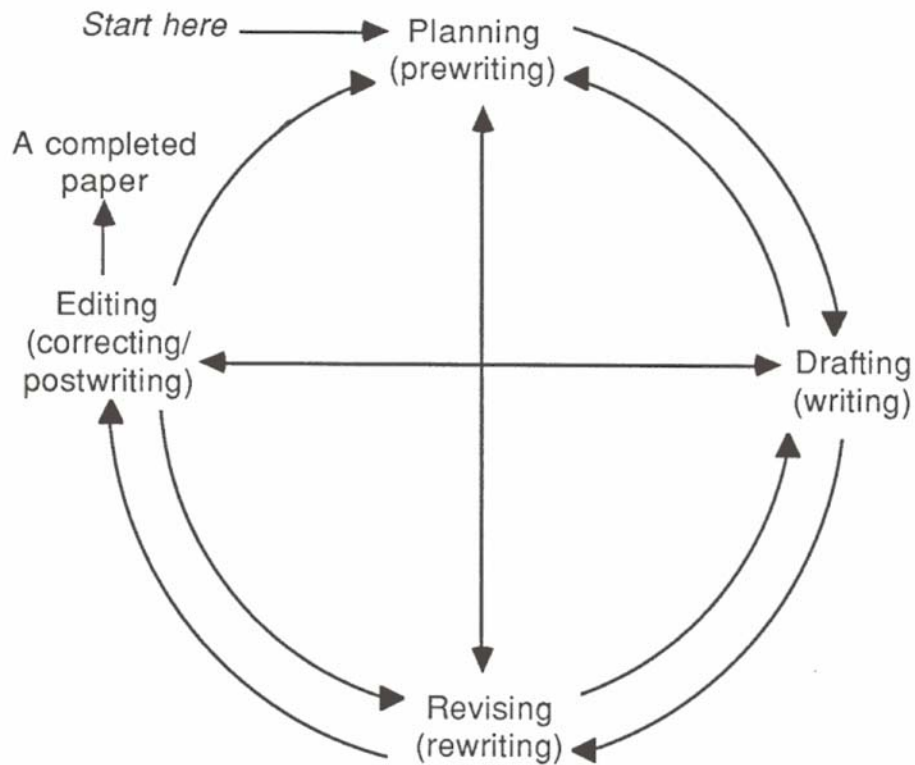 Start here
Planning
(prewriting)
A completed
paper
Editing
(correcting/
postwriting)
Drafting
(writing)
Revising
(rewriting)